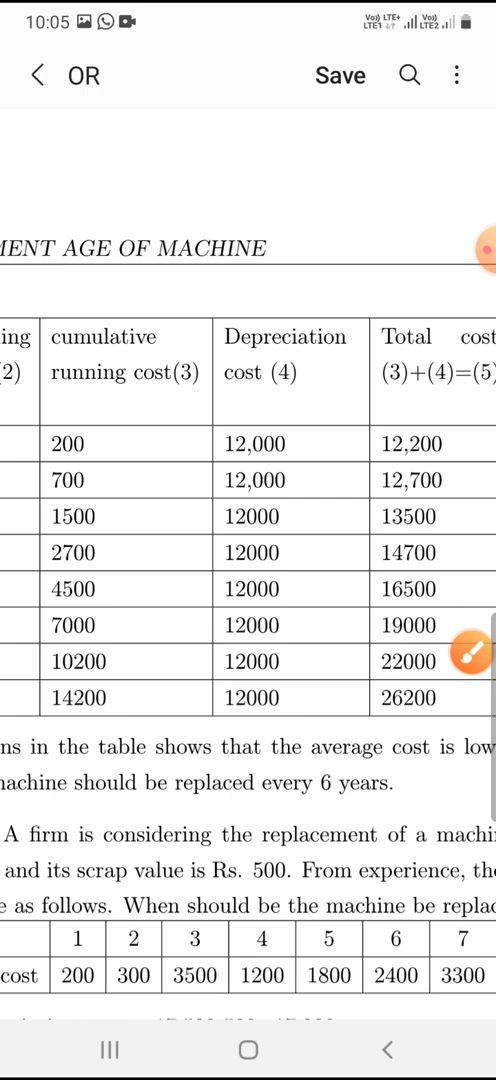 10:05 Vo)) LTE+ LTE1 Vo)) LTE2
OR Save
MENT AGE OF MACHINE
ing cumulative Depreciation Total cost
(2) running cost(3) cost (4) (3)+(4)=(5)
200 12,000 12,200
700 12,000 12,700
1500 12000 13500
2700 12000 14700
4500 12000 16500
7000 12000 19000
10200 12000 22000
14200 12000 26200
ns in the table shows that the average cost is low
machine should be replaced every 6 years.
A firm is considering the replacement of a machi
and its scrap value is Rs. 500. From experience, the
e as follows. When should be the machine be replac
1 2 3 4 5 6 7
cost 200 300 3500 1200 1800 2400 3300